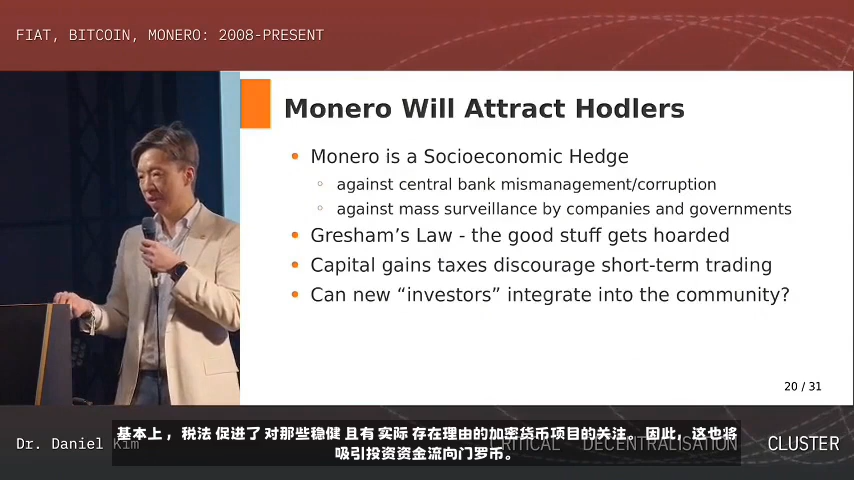 FIAT, BITCOIN, MONERO: 2008-PRESENT
Monero Will Attract Hodlers
Monero is a Socioeconomic Hedge
against central bank mismanagement/corruption
against mass surveillance by companies and governments
Gresham’s Law - the good stuff gets hoarded
Capital gains taxes discourage short-term trading
Can new “investors” integrate into the community?
20 / 31
Dr. Daniel Kim
CRITICAL DECENTRALISATION CLUSTER
基本上，税法 促进了 对那些稳健 且有 实际 存在理由的加密货币项目的关注。 因此，这也将
吸引投资资金流向门罗币。